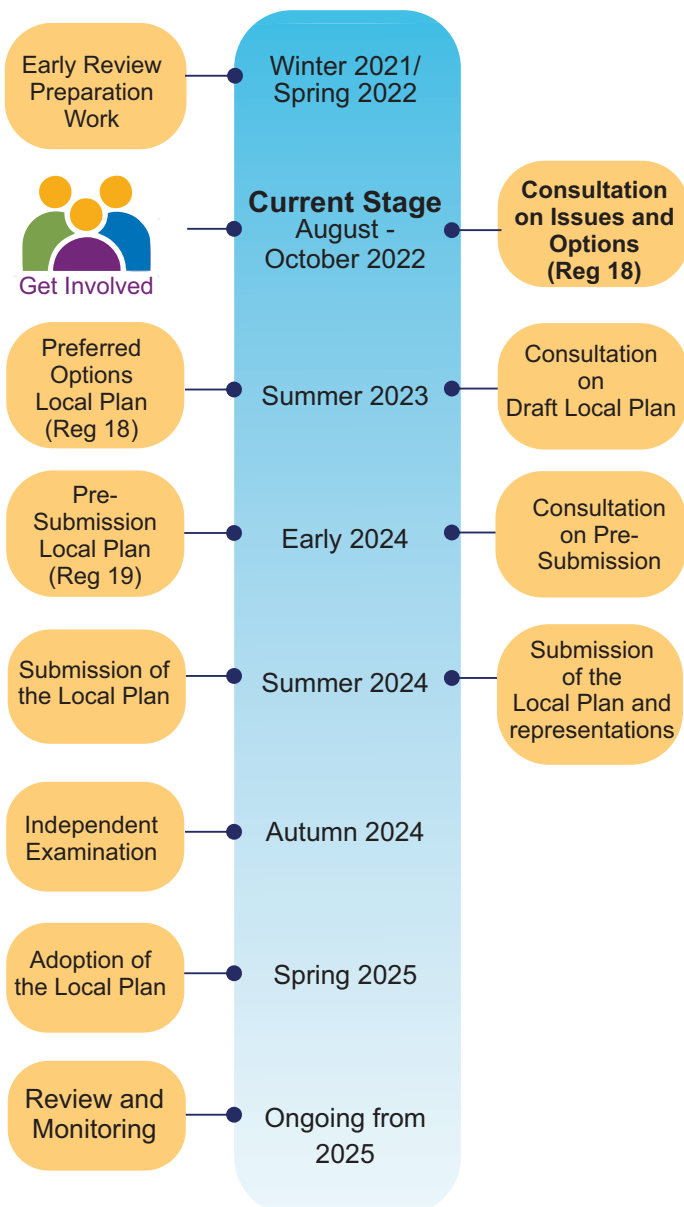 Early Review
Preparation
Work
Winter 2021/
Spring 2022
Get Involved
Current Stage
August -
October 2022
Consultation
on Issues and
Options
(Reg 18)
Preferred
Options
Local Plan
(Reg 18)
Summer 2023
Consultation
on
Draft Local Plan
Pre-
Submission
Local Plan
(Reg 19)
Early 2024
Consultation
on Pre-
Submission
Submission of
the Local Plan
Summer 2024
Submission
of the
Local Plan and
representations
Independent
Examination
Autumn 2024
Adoption of
the Local Plan
Spring 2025
Review and
Monitoring
Ongoing from
2025